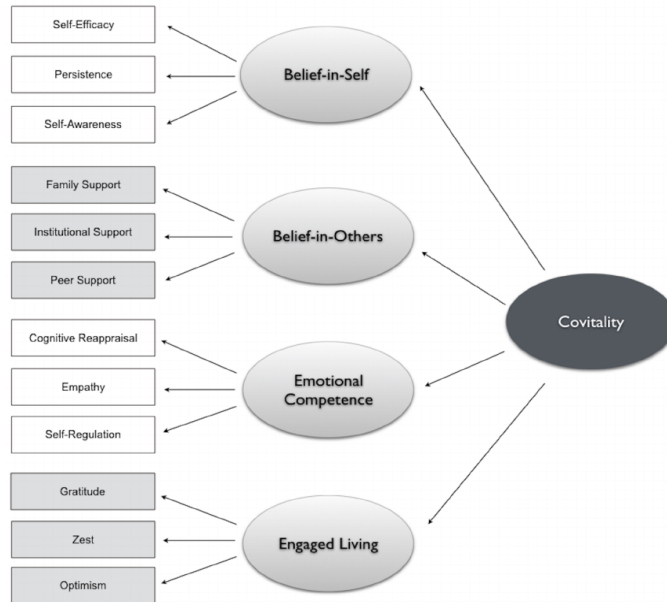 Self-Efficacy
Persistence
Self-Awareness
Belief-in-Self
Family Support
Institutional Support
Peer Support
Belief-in-Others
Covitality
Cognitive Reappraisal
Empathy
Self-Regulation
Emotional
Competence
Gratitude
Zest
Optimism
Engaged Living